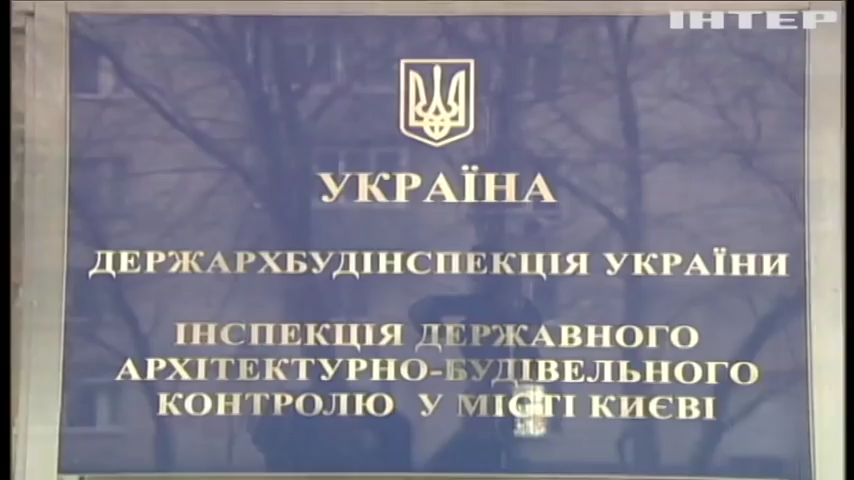 ІНТЕР
УКРАЇНА
ДЕРЖАРХБУДІНСПЕКЦІЯ УКРАЇНИ
ІНСПЕКЦІЯ ДЕРЖАВНОГО
АРХІТЕКТУРНО-БУДІВЕЛЬНОГО
КОНТРОЛЮ У МІСТІ КИЄВІ